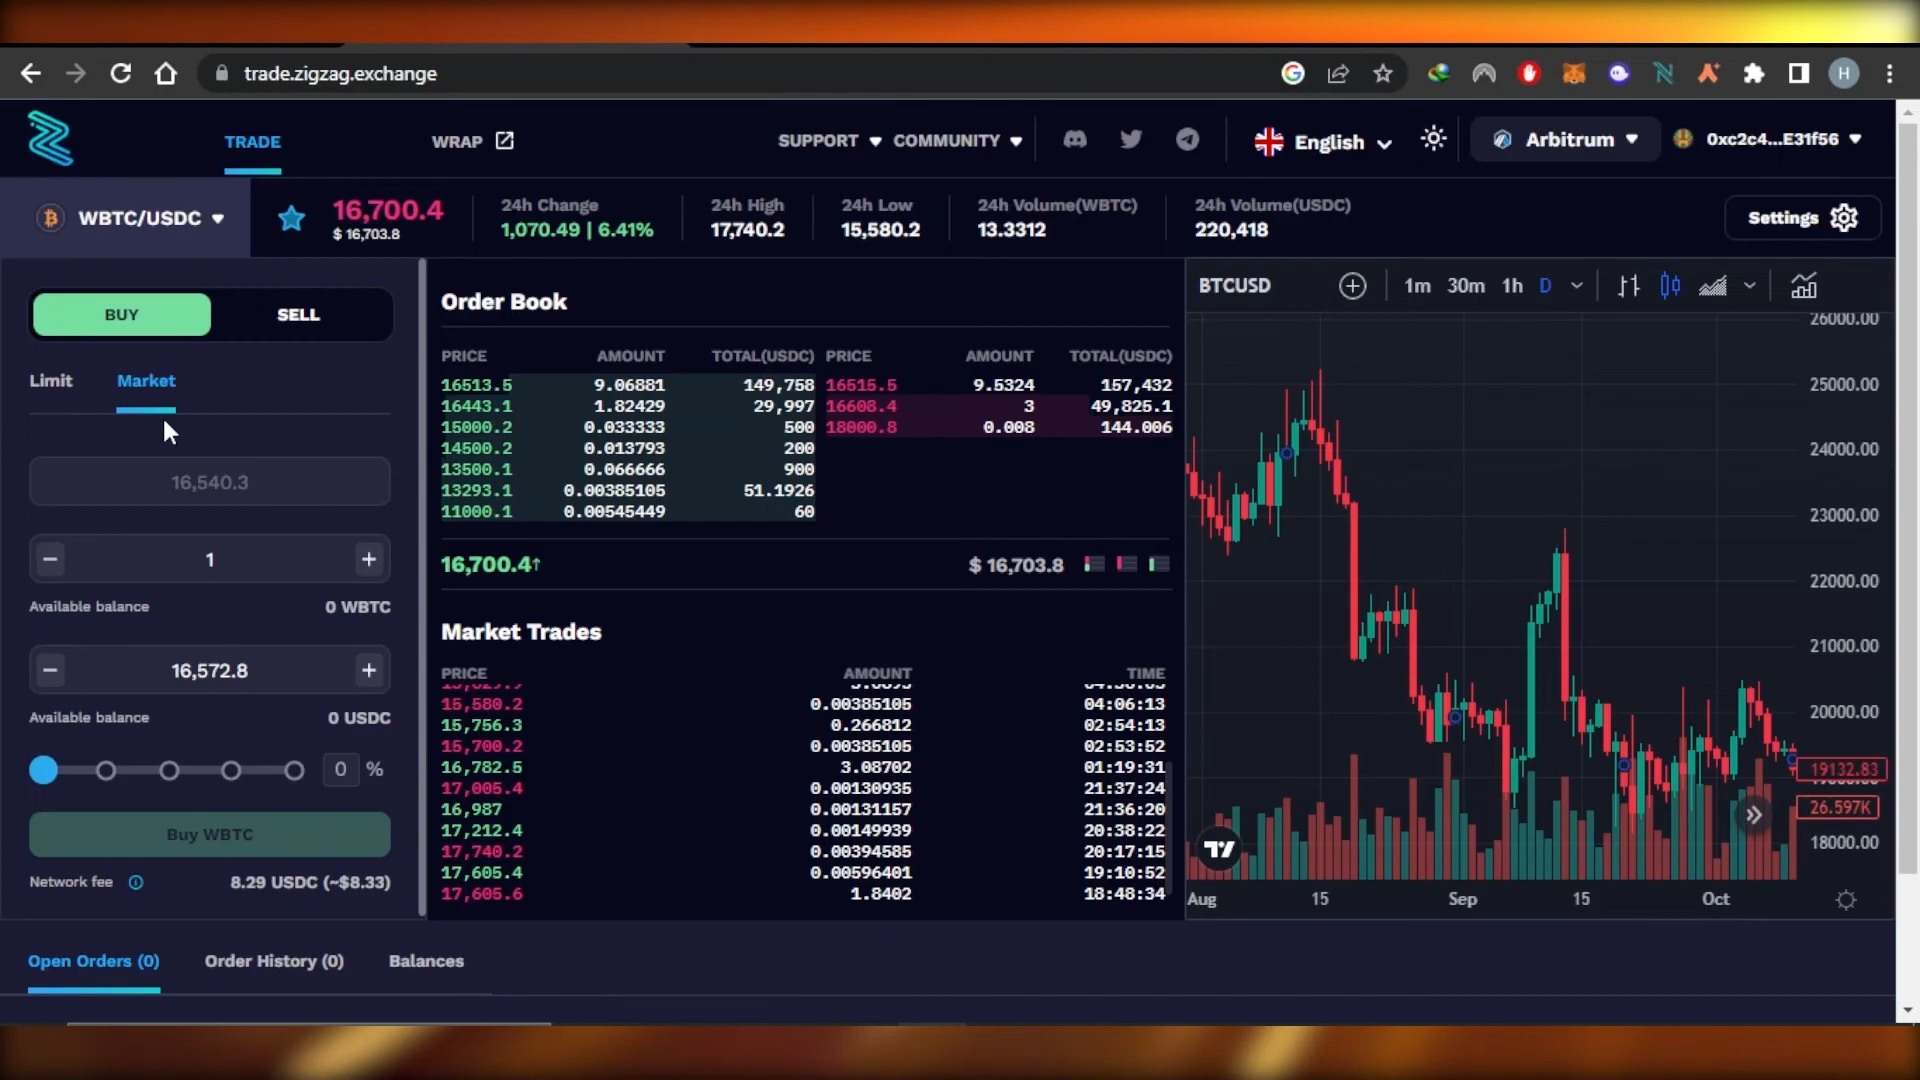 trade.zigzag.exchange
H
TRADE
WRAP
SUPPORT
COMMUNITY
English
Arbitrum
0xc2c4...E31f56
WBTC/USDC
16,700.4
$ 16,703.8
24h Change
1,070.49 | 6.41%
24h High
17,740.2
24h Low
15,580.2
24h Volume(WBTC)
13.3312
24h Volume(USDC)
220,418
Settings
BUY
SELL
Limit
Market
16,540.3
1
Available balance
0 WBTC
16,572.8
Available balance
0 USDC
0 %
Buy WBTC
Network fee
8.29 USDC (~$8.33)
Order Book
PRICE AMOUNT TOTAL(USDC) PRICE AMOUNT TOTAL(USDC)
16513.5 9.06881 149,758 16515.5 9.5324 157,432
16443.1 1.82429 29,997 16608.4 3 49,825.1
15000.2 0.033333 500 18000.8 0.008 144.006
14500.2 0.013793 200
13500.1 0.066666 900
13293.1 0.00385105 51.1926
11000.1 0.00545449 60
16,700.4↑
$ 16,703.8
Market Trades
PRICE AMOUNT TIME
15,580.2 0.00385105 04:06:13
15,756.3 0.266812 02:54:13
15,700.2 0.00385105 02:53:52
16,782.5 3.08702 01:19:31
17,005.4 0.00130935 21:37:24
16,987 0.00131157 21:36:20
17,212.4 0.00149939 20:38:22
17,740.2 0.00394585 20:17:15
17,605.4 0.00596401 19:10:52
17,605.6 1.8402 18:48:34
BTCUSD
1m 30m 1h D
26000.00
25000.00
24000.00
23000.00
22000.00
21000.00
20000.00
19132.83
26.597K
18000.00
Aug 15 Sep 15 Oct
Open Orders (0)
Order History (0)
Balances